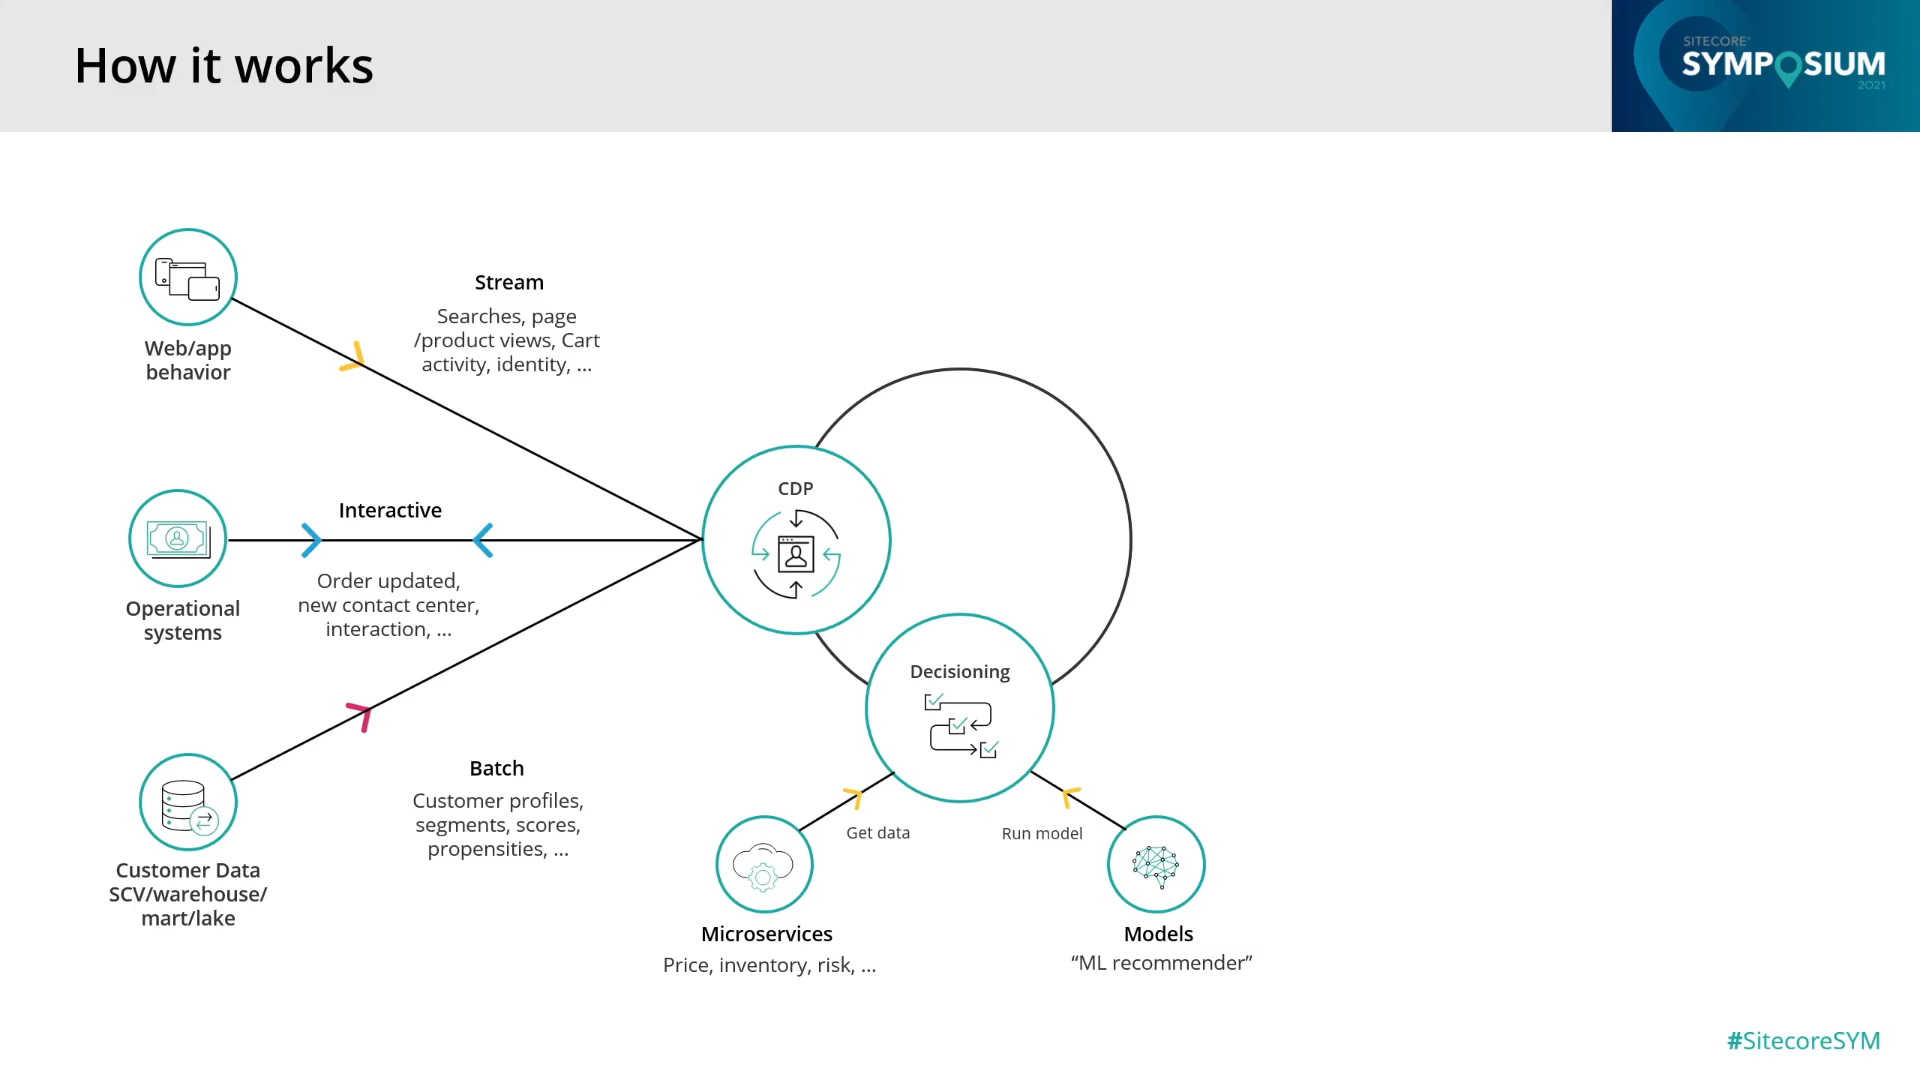 How it works
SITECORE™
SYMPOSIUM
2021
Web/app
behavior
Stream
Searches, page
/product views, Cart
activity, identity, ...
Operational
systems
Interactive
Order updated,
new contact center,
interaction, ...
Customer Data
SCV/warehouse/
mart/lake
Batch
Customer profiles,
segments, scores,
propensities, ...
CDP
Decisioning
Get data
Run model
Microservices
Price, inventory, risk, ...
Models
“ML recommender”
#SitecoreSYM